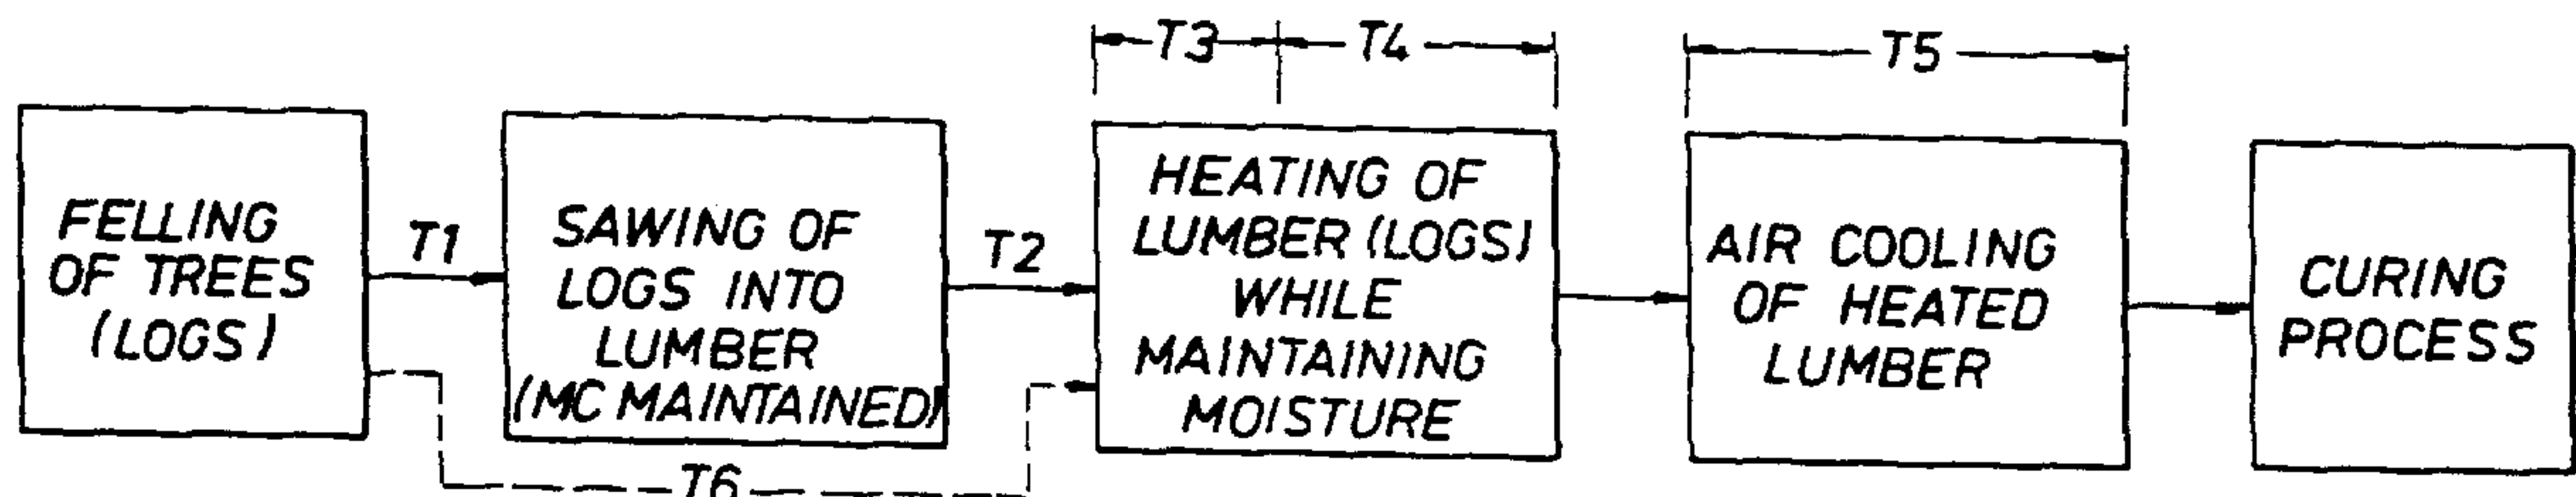 T3
T4
T5
FELLING
OF TREES
(LOGS)
T1
SAWING OF
LOGS INTO
LUMBER
(MC MAINTAINED)
T2
HEATING OF
LUMBER (LOGS)
WHILE
MAINTAINING
MOISTURE
AIR COOLING
OF HEATED
LUMBER
CURING
PROCESS
T6